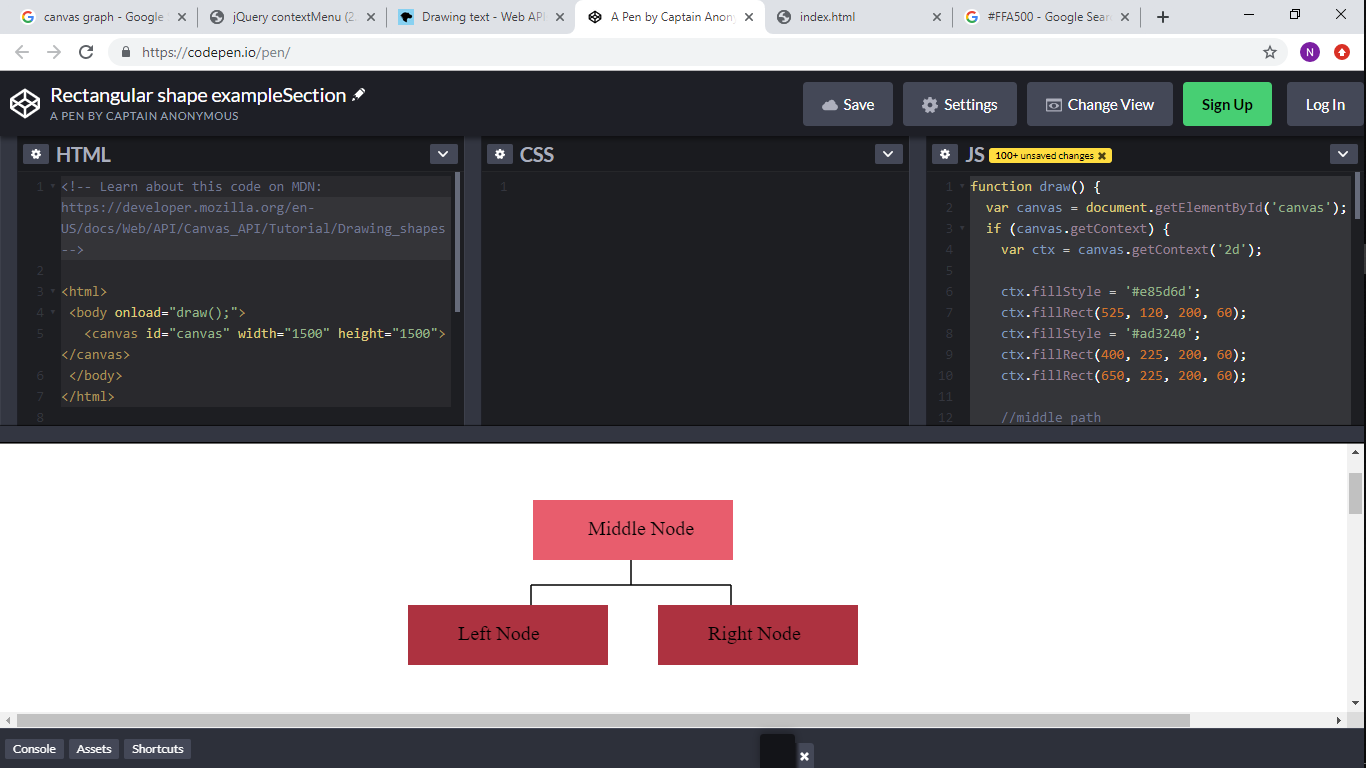 canvas graph - Google
jQuery contextMenu (2.
Drawing text - Web API
A Pen by Captain Anony
index.html
#FFA500 - Google Sear
https://codepen.io/pen/
N
Rectangular shape exampleSection
A PEN BY CAPTAIN ANONYMOUS
Save
Settings
Change View
Sign Up
Log In
HTML
1 <!-- Learn about this code on MDN:
https://developer.mozilla.org/en-
US/docs/Web/API/Canvas_API/Tutorial/Drawing_shapes
-->
2
3 <html>
4 <body onload="draw();">
5 <canvas id="canvas" width="1500" height="1500">
</canvas>
6 </body>
7 </html>
8
CSS
1
JS 100+ unsaved changes
1 function draw() {
2 var canvas = document.getElementById('canvas');
3 if (canvas.getContext) {
4 var ctx = canvas.getContext('2d');
5
6 ctx.fillStyle = '#e85d6d';
7 ctx.fillRect(525, 120, 200, 60);
8 ctx.fillStyle = '#ad3240';
9 ctx.fillRect(400, 225, 200, 60);
10 ctx.fillRect(650, 225, 200, 60);
11
12 //middle path
Middle Node
Left Node
Right Node
Console
Assets
Shortcuts